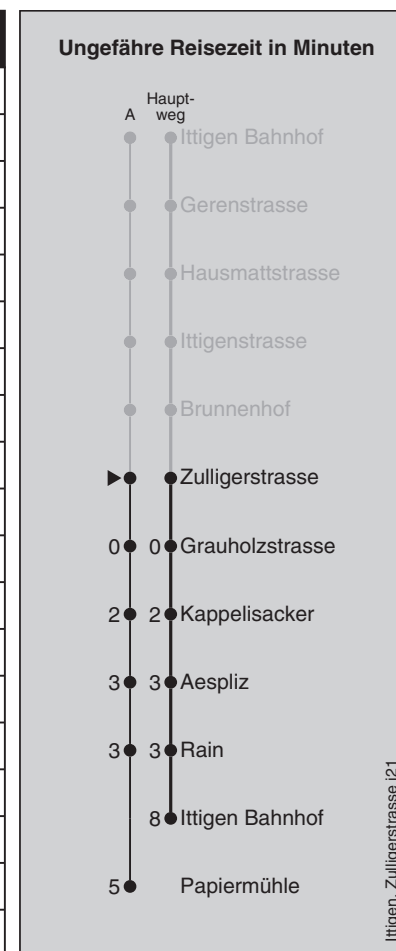 Ungefähre Reisezeit in Minuten
Haupt-
A weg
Ittigen Bahnhof
Gerenstrasse
Hausmattstrasse
Ittigenstrasse
Brunnenhof
Zulligerstrasse
0 0 Grauholzstrasse
2 2 Kappelisacker
3 3 Aespliz
3 3 Rain
8 Ittigen Bahnhof
5 Papiermühle
Ittigen, Zulligerstrasse i21